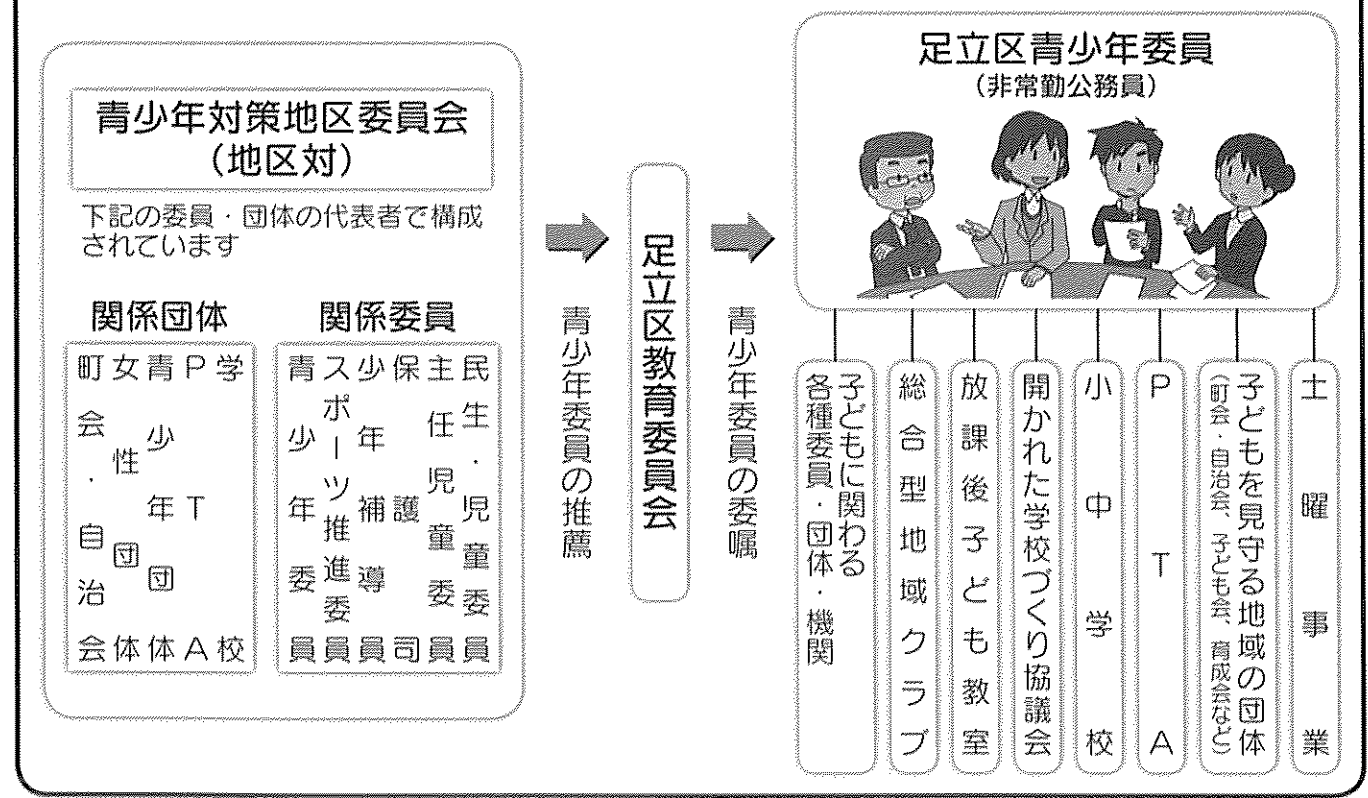 青少年対策地区委員会
(地区対)
下記の委員・団体の代表者で構成
されています
関係団体
町会・自治会
女性団体
青少年団体
PTA
学校
関係委員
青少年委員
スポーツ推進委員
少年補導員
保護司
主任児童委員
民生・児童委員
青少年委員の推薦
足立区教育委員会
青少年委員の委嘱
足立区青少年委員
(非常勤公務員)
子どもに関わる
各種委員・団体・機関
総合型地域クラブ
放課後子ども教室
開かれた学校づくり協議会
小中学校
PTA
子どもを見守る地域の団体
(町会・自治会、子ども会、育成会など)
土曜事業